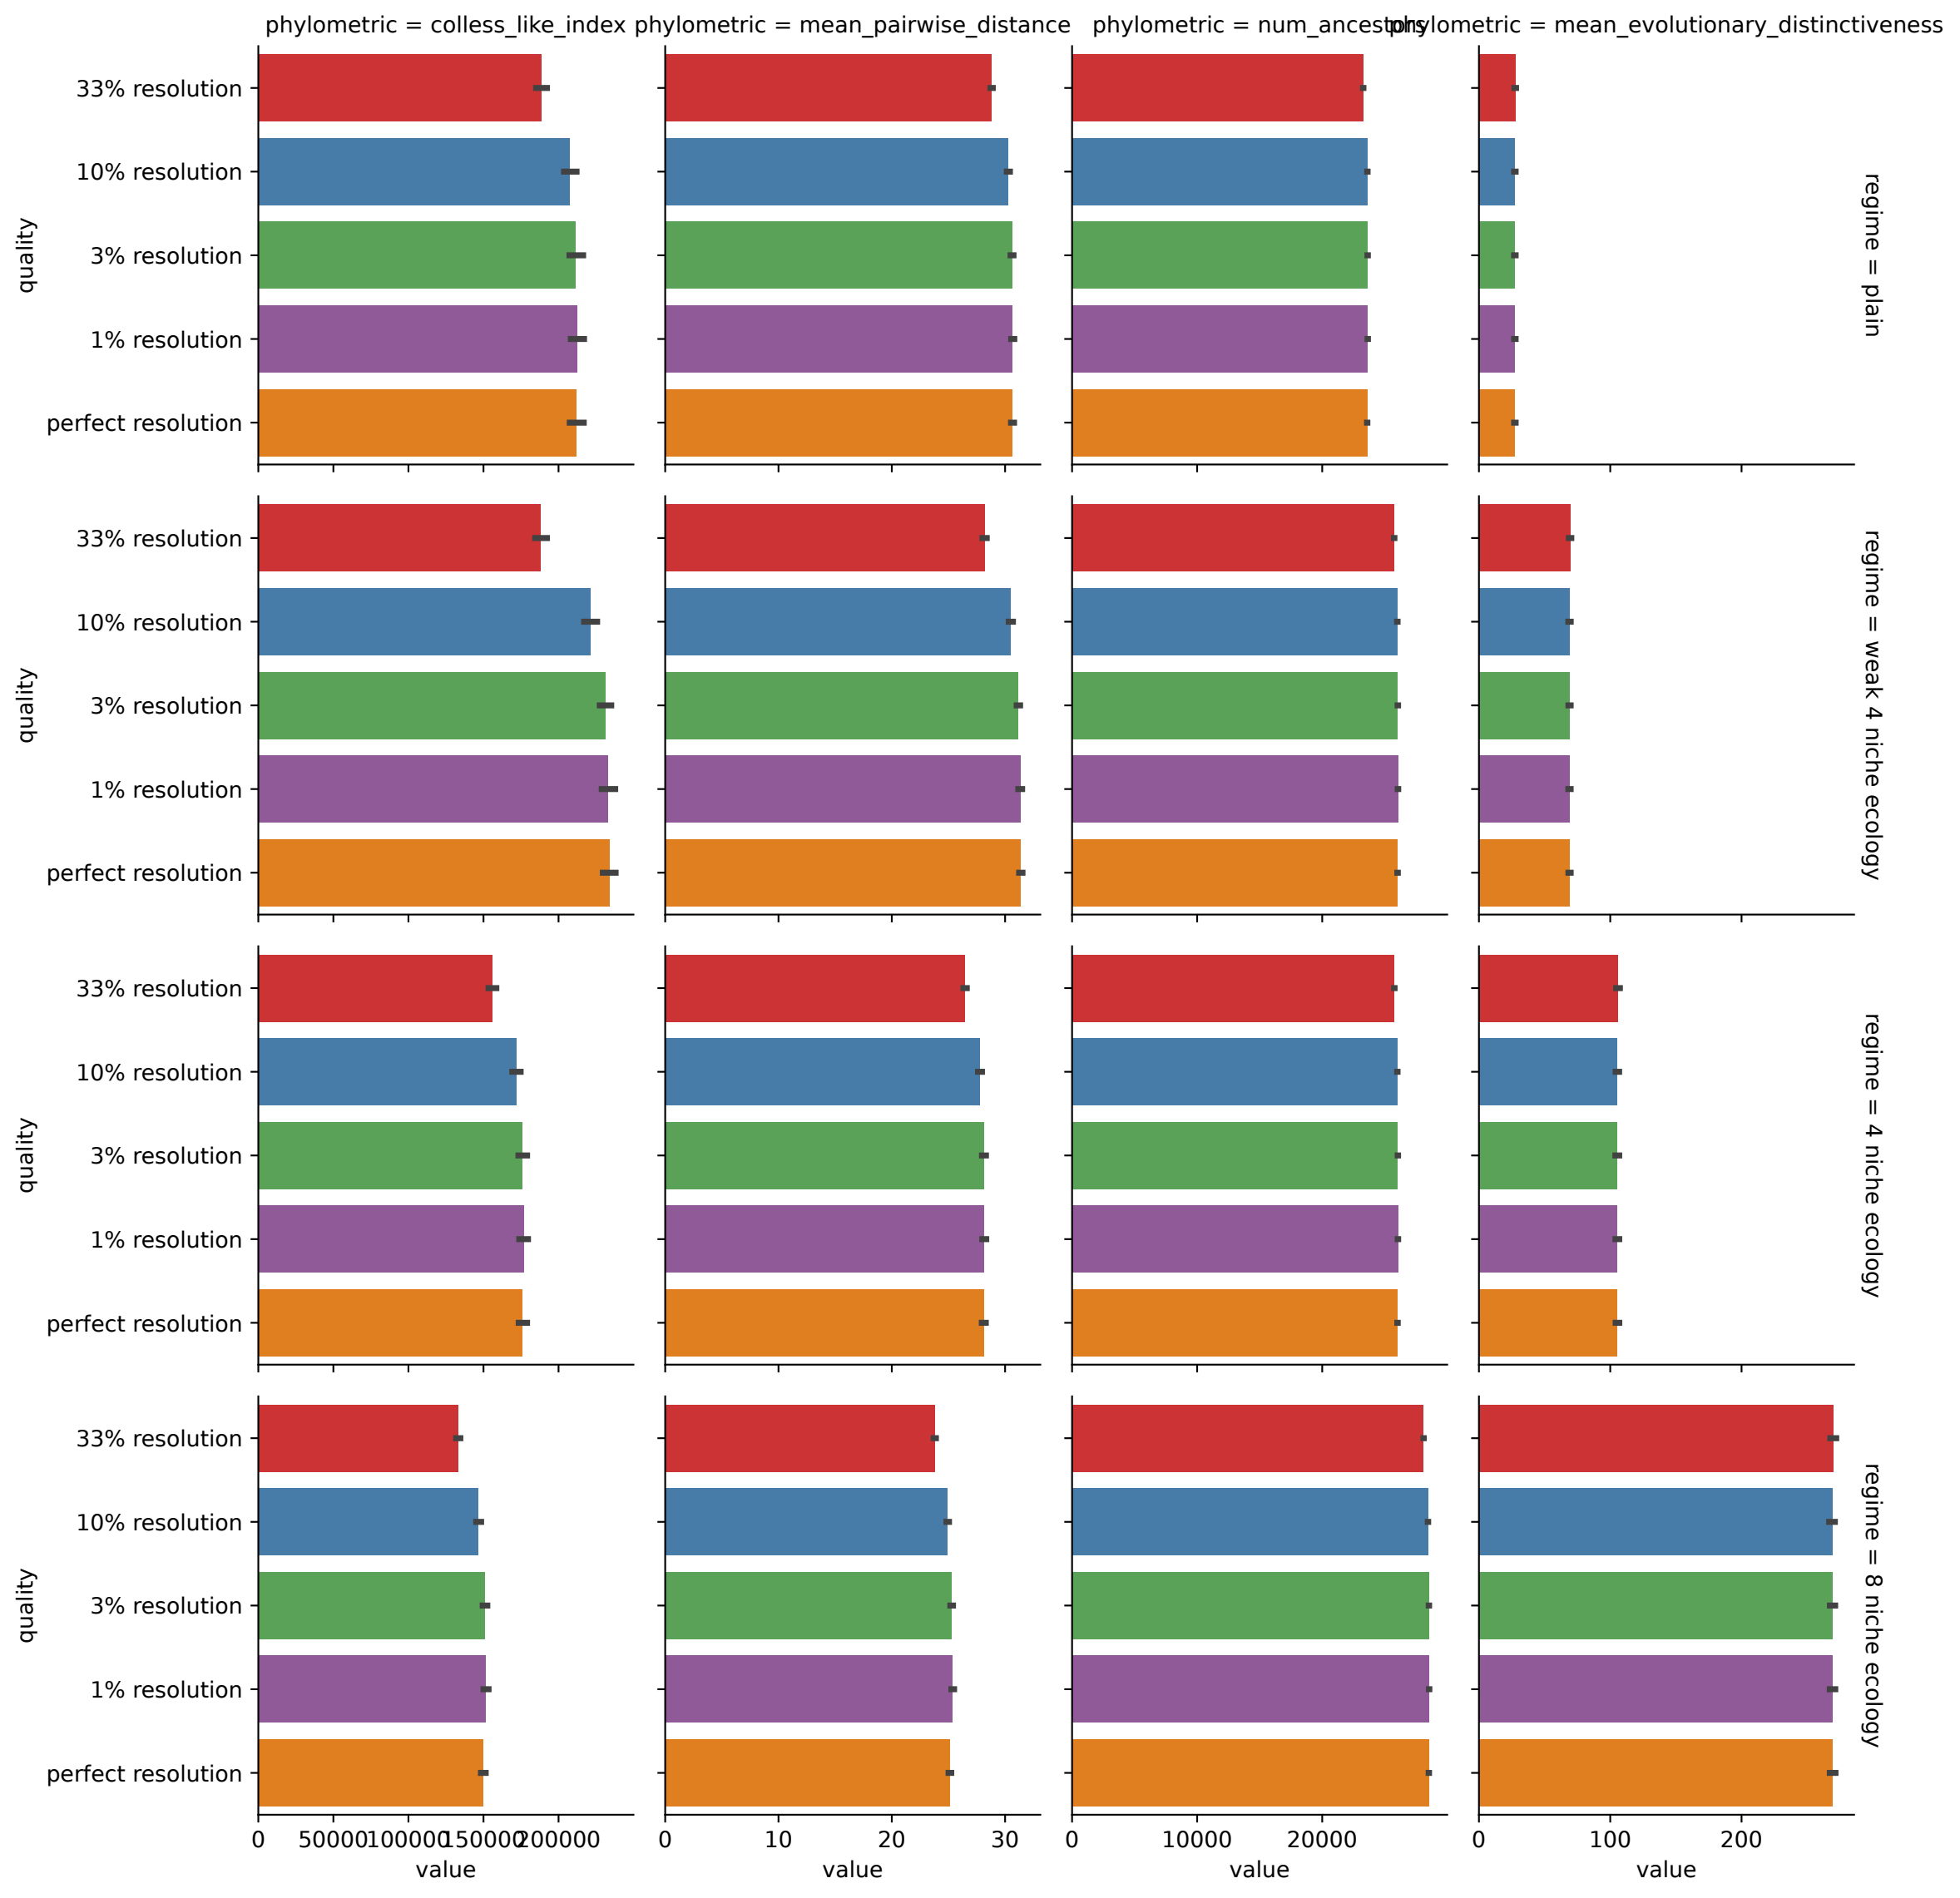 phylometric = colless_like_index
phylometric = mean_pairwise_distance
phylometric = num_ancestors
phylometric = mean_evolutionary_distinctiveness
quality
33% resolution
10% resolution
3% resolution
1% resolution
perfect resolution
regime = plain
quality
33% resolution
10% resolution
3% resolution
1% resolution
perfect resolution
regime = weak 4 niche ecology
quality
33% resolution
10% resolution
3% resolution
1% resolution
perfect resolution
regime = 4 niche ecology
quality
33% resolution
10% resolution
3% resolution
1% resolution
perfect resolution
regime = 8 niche ecology
0 50000 100000 150000 200000
0 10 20 30
0 10000 20000
0 100 200
value
value
value
value